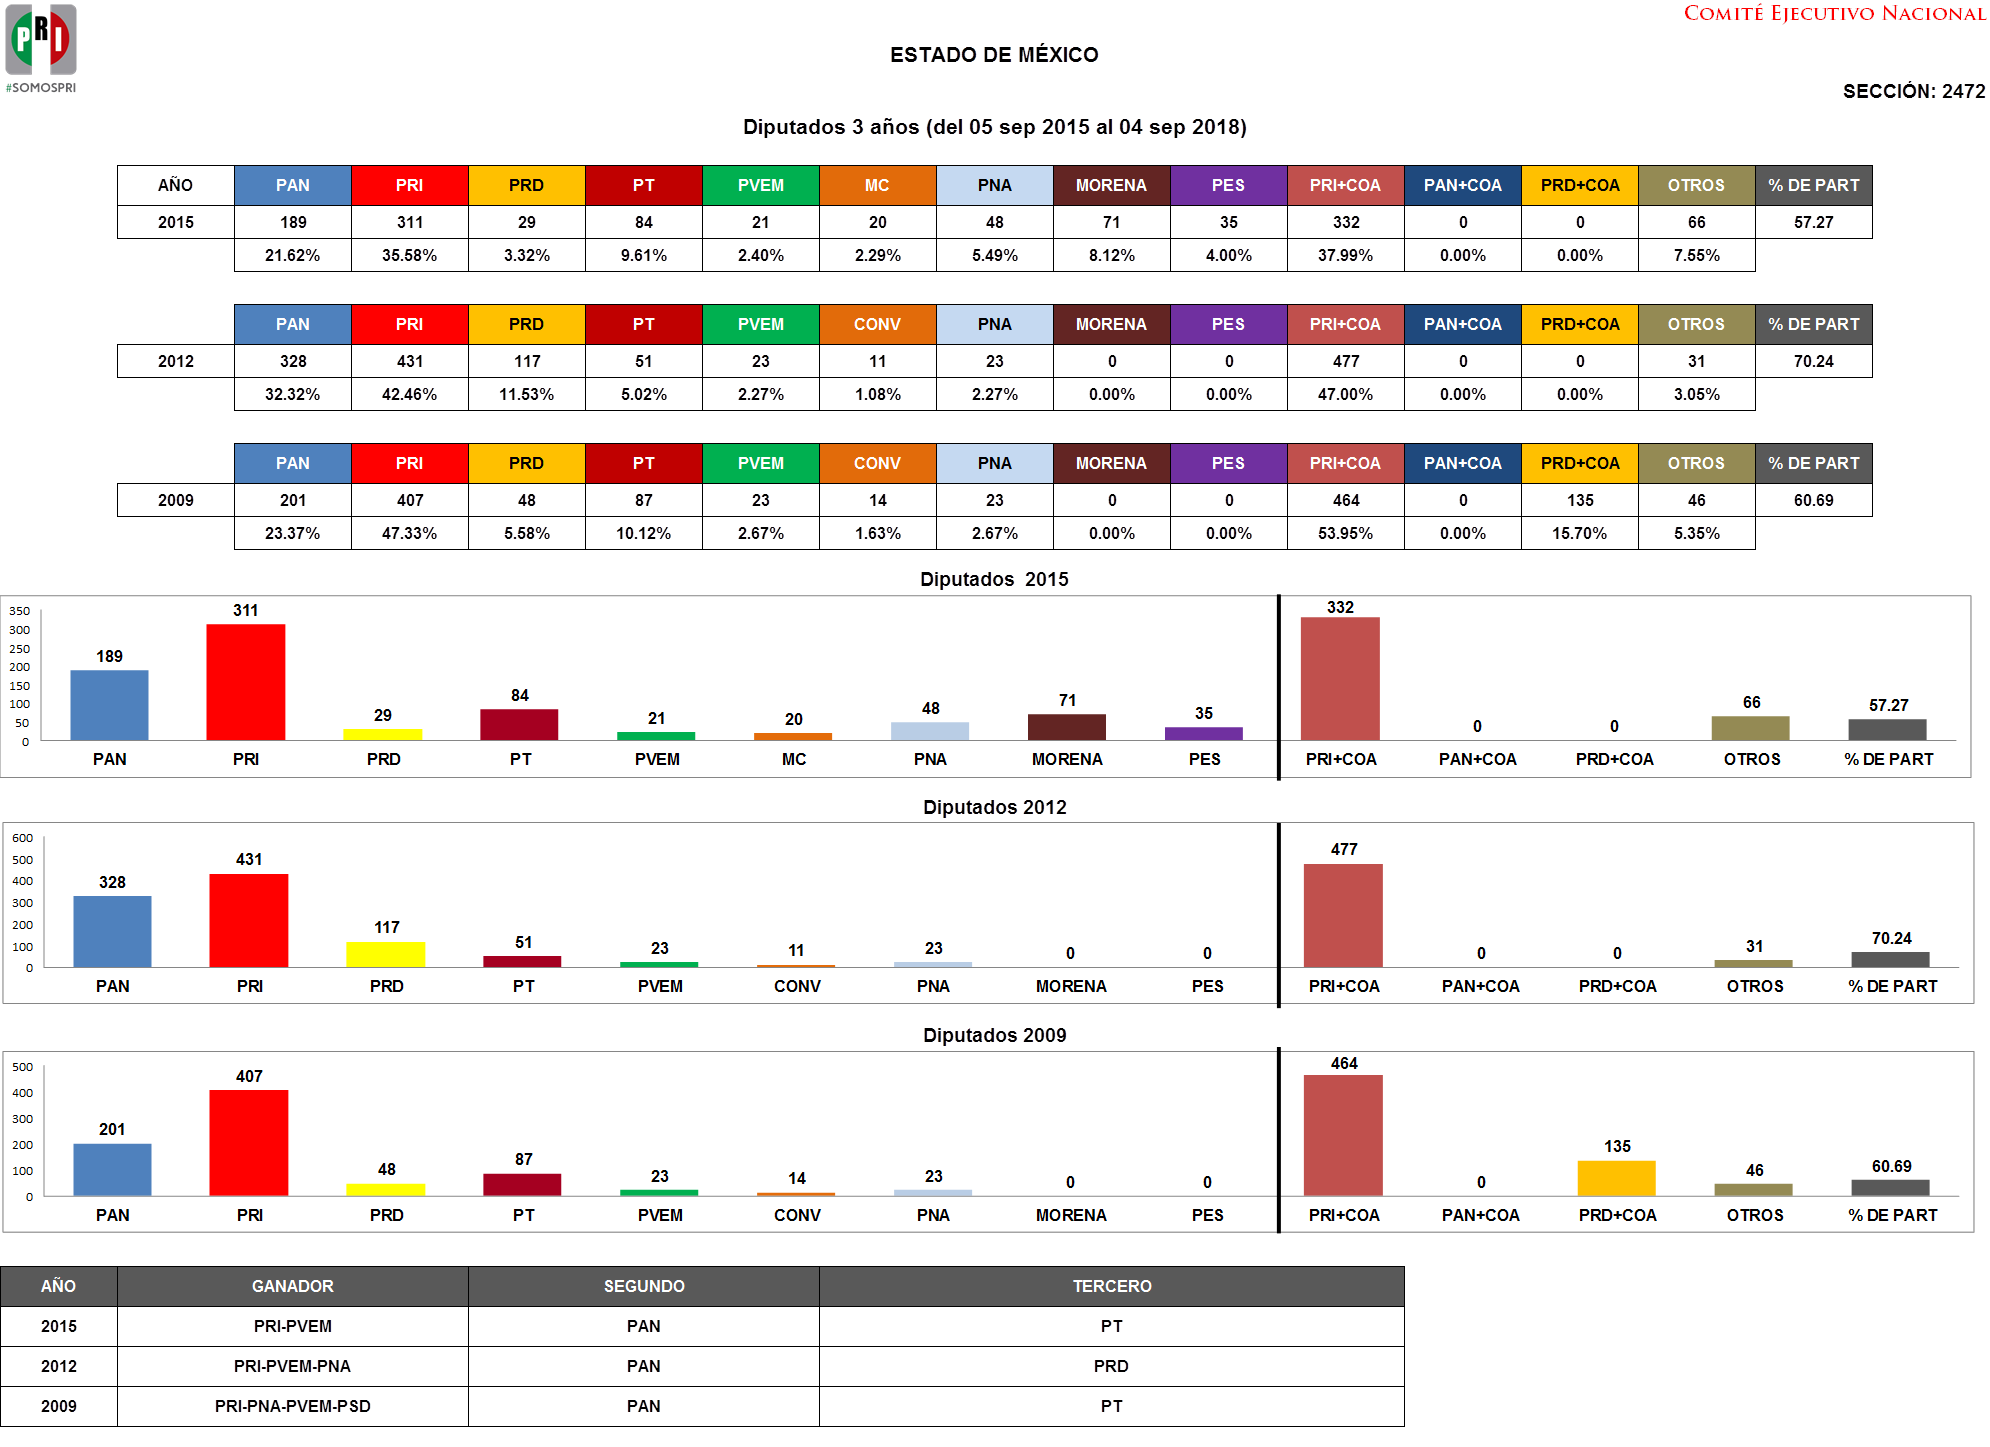 PRI
#SOMOSPRI
COMITÉ EJECUTIVO NACIONAL
ESTADO DE MÉXICO
SECCIÓN: 2472
Diputados 3 años (del 05 sep 2015 al 04 sep 2018)
AÑO PAN PRI PRD PT PVEM MC PNA MORENA PES PRI+COA PAN+COA PRD+COA OTROS % DE PART
2015 189 311 29 84 21 20 48 71 35 332 0 0 66 57.27
21.62% 35.58% 3.32% 9.61% 2.40% 2.29% 5.49% 8.12% 4.00% 37.99% 0.00% 0.00% 7.55%
PAN PRI PRD PT PVEM CONV PNA MORENA PES PRI+COA PAN+COA PRD+COA OTROS % DE PART
2012 328 431 117 51 23 11 23 0 0 477 0 0 31 70.24
32.32% 42.46% 11.53% 5.02% 2.27% 1.08% 2.27% 0.00% 0.00% 47.00% 0.00% 0.00% 3.05%
PAN PRI PRD PT PVEM CONV PNA MORENA PES PRI+COA PAN+COA PRD+COA OTROS % DE PART
2009 201 407 48 87 23 14 23 0 0 464 0 135 46 60.69
23.37% 47.33% 5.58% 10.12% 2.67% 1.63% 2.67% 0.00% 0.00% 53.95% 0.00% 15.70% 5.35%
Diputados 2015
350
300
250
200
150
100
50
0
189 311 29 84 21 20 48 71 35 332 0 0 66 57.27
PAN PRI PRD PT PVEM MC PNA MORENA PES PRI+COA PAN+COA PRD+COA OTROS % DE PART
Diputados 2012
600
500
400
300
200
100
0
328 431 117 51 23 11 23 0 0 477 0 0 31 70.24
PAN PRI PRD PT PVEM CONV PNA MORENA PES PRI+COA PAN+COA PRD+COA OTROS % DE PART
Diputados 2009
500
400
300
200
100
0
201 407 48 87 23 14 23 0 0 464 0 135 46 60.69
PAN PRI PRD PT PVEM CONV PNA MORENA PES PRI+COA PAN+COA PRD+COA OTROS % DE PART
AÑO GANADOR SEGUNDO TERCERO
2015 PRI-PVEM PAN PT
2012 PRI-PVEM-PNA PAN PRD
2009 PRI-PNA-PVEM-PSD PAN PT